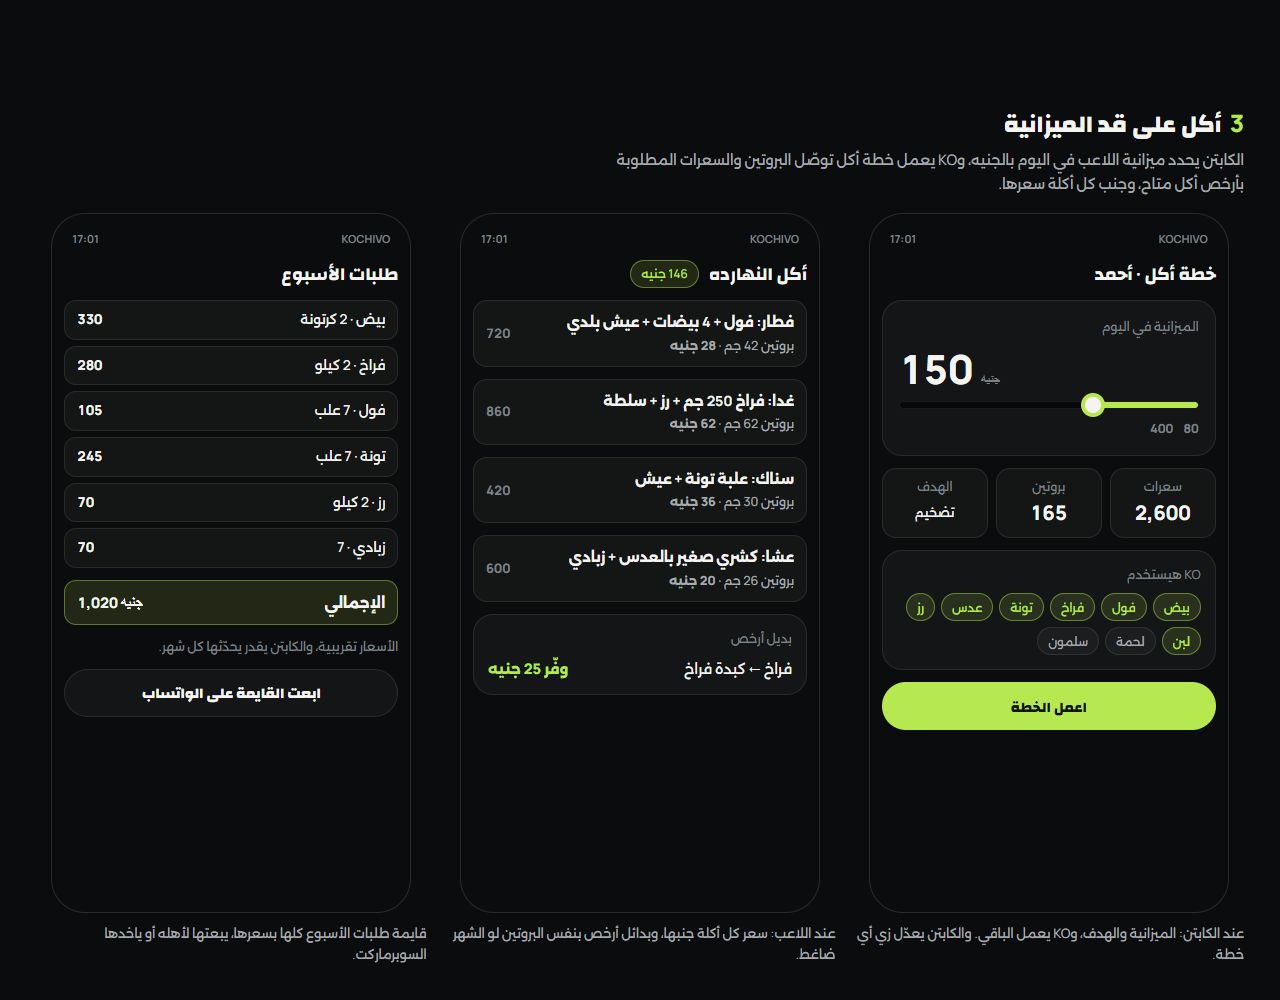 3 أكل على قد الميزانية
الكابتن يحدد ميزانية اللاعب في اليوم بالجنيه، وKO يعمل خطة أكل توصّل البروتين والسعرات المطلوبة
بأرخص أكل متاح، وجنب كل أكلة سعرها.
KOCHIVO 17:01
خطة أكل · أحمد
الميزانية في اليوم
150 جنيه
80 400
سعرات
2,600
بروتين
165
الهدف
تضخيم
KO هيستخدم
بيض فول فراخ تونة عدس رز
لبن لحمة سلمون
اعمل الخطة
عند الكابتن: الميزانية والهدف، وKO يعمل الباقي. والكابتن يعدّل زي أي
خطة.
KOCHIVO 17:01
أكل النهارده 146 جنيه
فطار: فول + 4 بيضات + عيش بلدي
بروتين 42 جم · 28 جنيه
720
غدا: فراخ 250 جم + رز + سلطة
بروتين 62 جم · 62 جنيه
860
سناك: علبة تونة + عيش
بروتين 30 جم · 36 جنيه
420
عشا: كشري صغير بالعدس + زبادي
بروتين 26 جم · 20 جنيه
600
بديل أرخص
فراخ ← كبدة فراخ وفّر 25 جنيه
عند اللاعب: سعر كل أكلة جنبها، وبدائل أرخص بنفس البروتين لو الشهر
ضاغط.
KOCHIVO 17:01
طلبات الأسبوع
بيض · 2 كرتونة 330
فراخ · 2 كيلو 280
فول · 7 علب 105
تونة · 7 علب 245
رز · 2 كيلو 70
زبادي · 7 70
الإجمالي 1,020 جنيه
الأسعار تقريبية، والكابتن يقدر يحدّثها كل شهر.
ابعت القايمة على الواتساب
قايمة طلبات الأسبوع كلها بسعرها، يبعتها لأهله أو ياخدها
السوبرماركت.